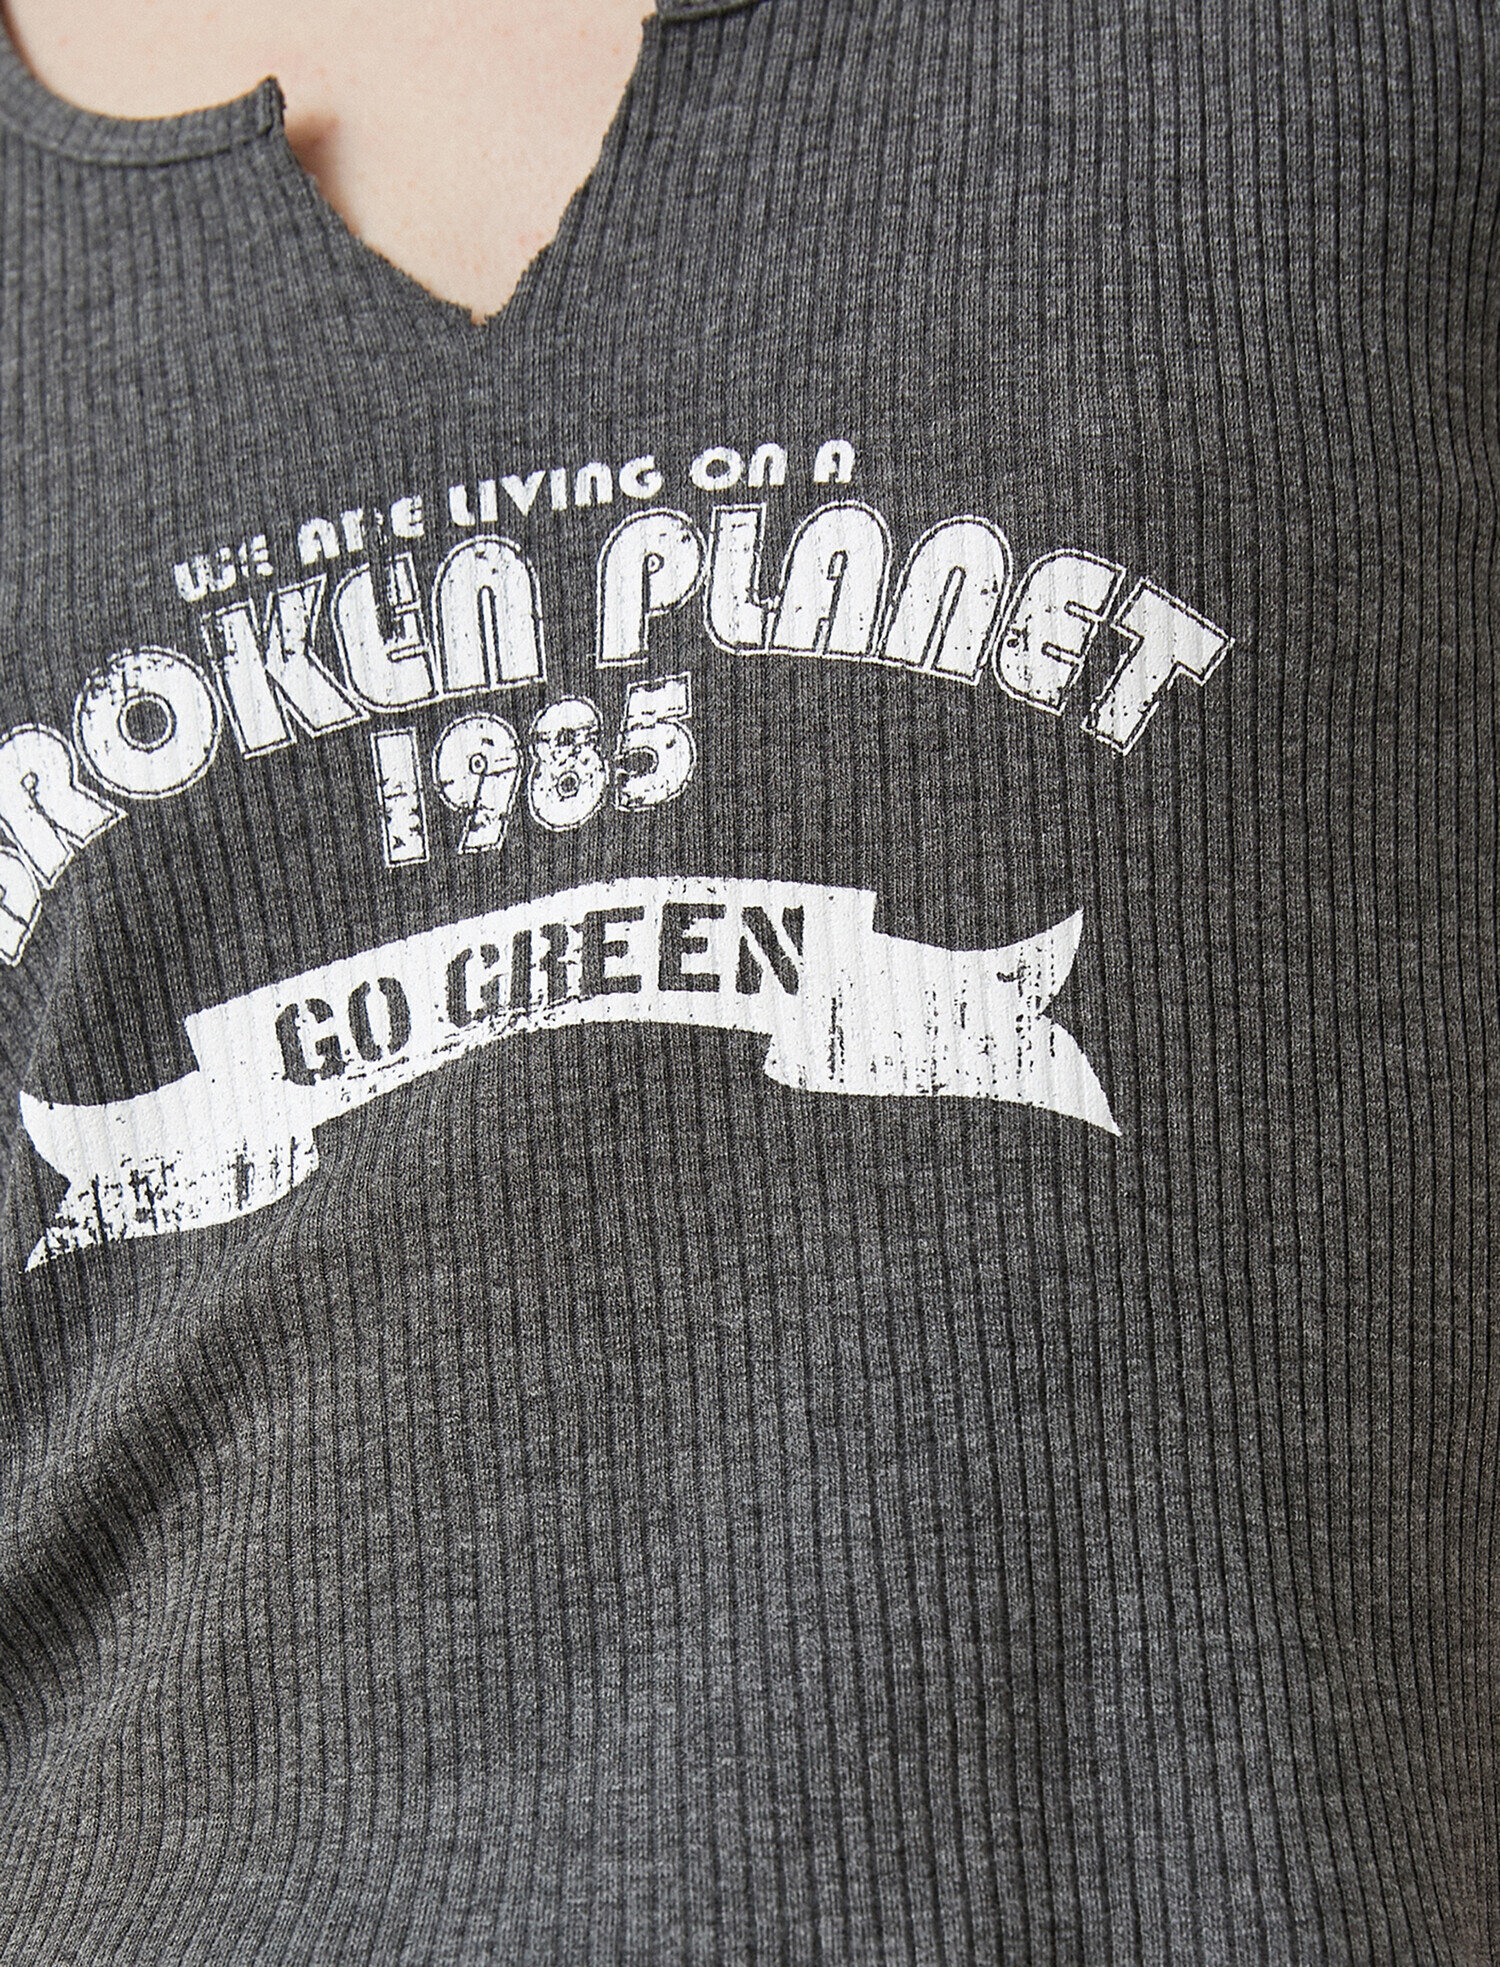 WE ARE LIVING ON A
BROKEN PLANET
1985
GO GREEN